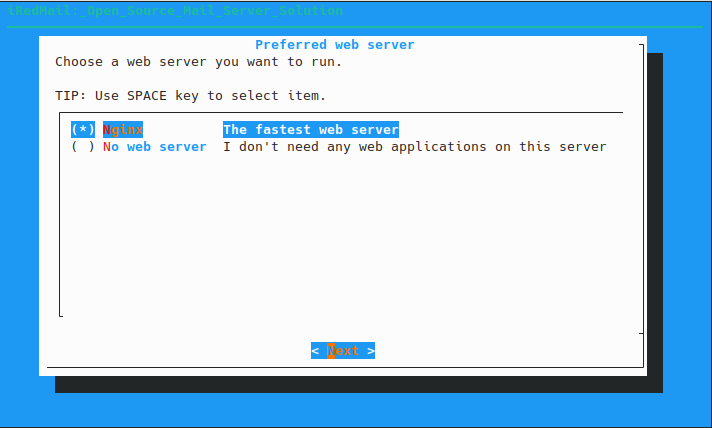 iRedMail:_Open_Source_Mail_Server_Solution
Preferred web server
Choose a web server you want to run.
TIP: Use SPACE key to select item.
(*) Nginx The fastest web server
( ) No web server I don't need any web applications on this server
< Next >